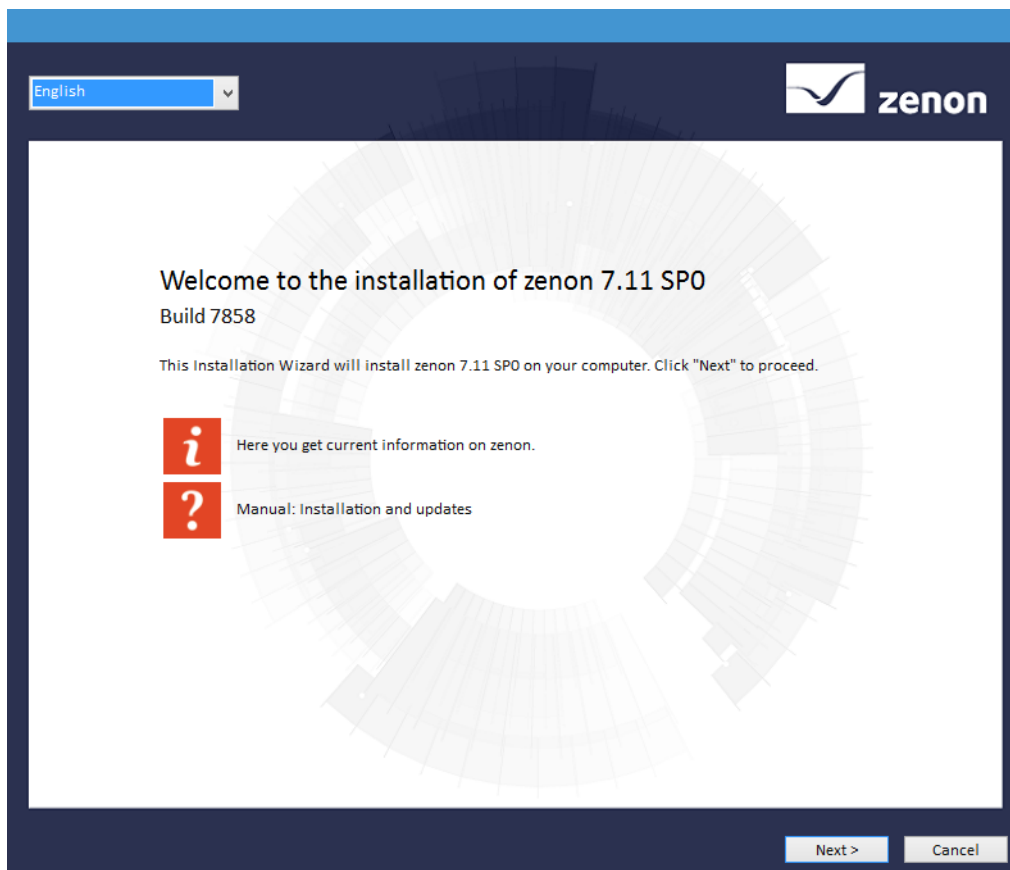 English
zenon
Welcome to the installation of zenon 7.11 SP0
Build 7858
This Installation Wizard will install zenon 7.11 SP0 on your computer. Click "Next" to proceed.
i
Here you get current information on zenon.
?
Manual: Installation and updates
Next >
Cancel